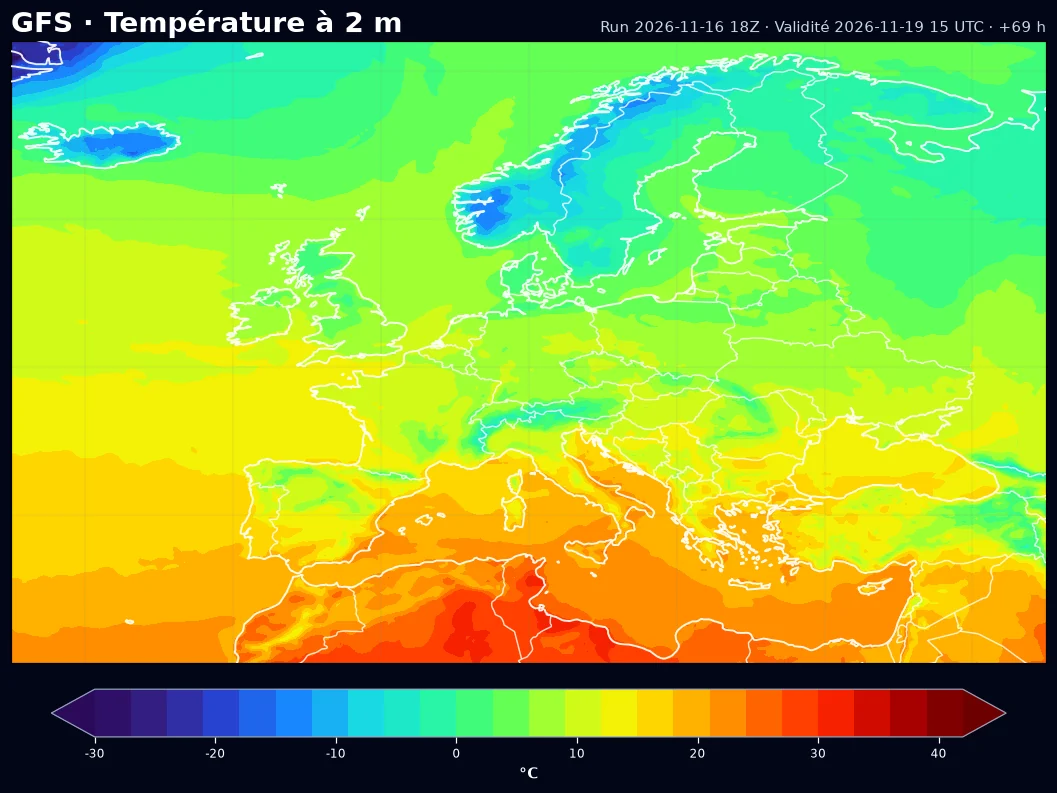 GFS · Température à 2 m
Run 2026-11-16 18Z · Validité 2026-11-19 15 UTC · +69 h
-30 -20 -10 0 10 20 30 40
°C